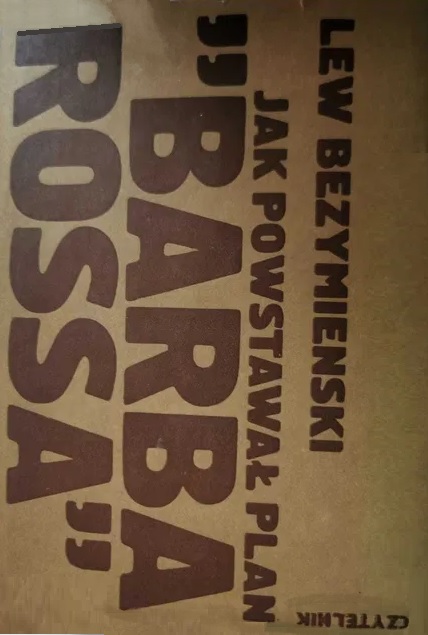 LEW BEZYMIENSKI
JAK POWSTAWAŁ PLAN
"BARBA
ROSSA"
CZYTELNIK